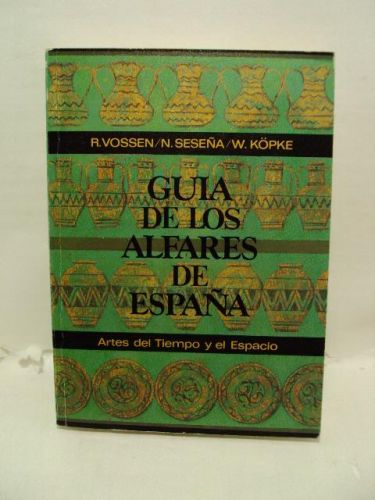 R. VOSSEN/N. SESEÑA/W. KÖPKE
GUIA
DE LOS
ALFARES
DE
ESPAÑA
Artes del Tiempo y el Espacio